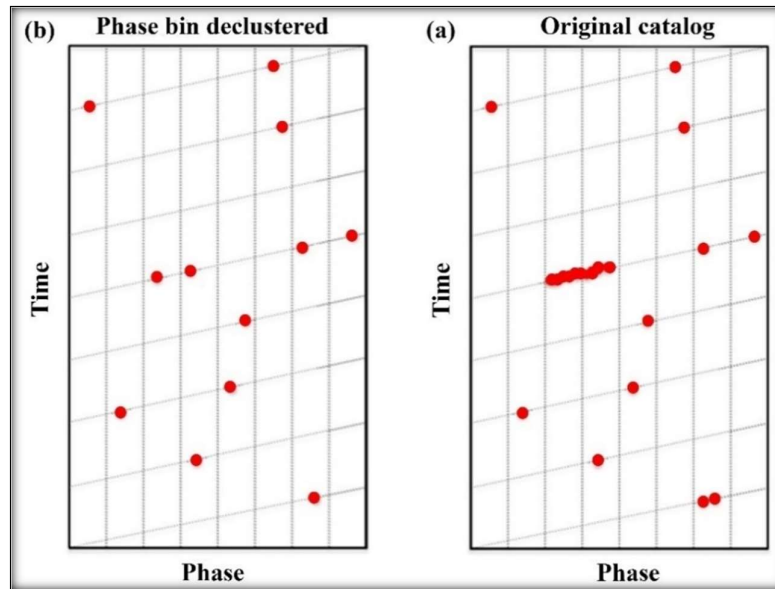 (b) Phase bin declustered
(a) Original catalog
Time
Time
Phase
Phase